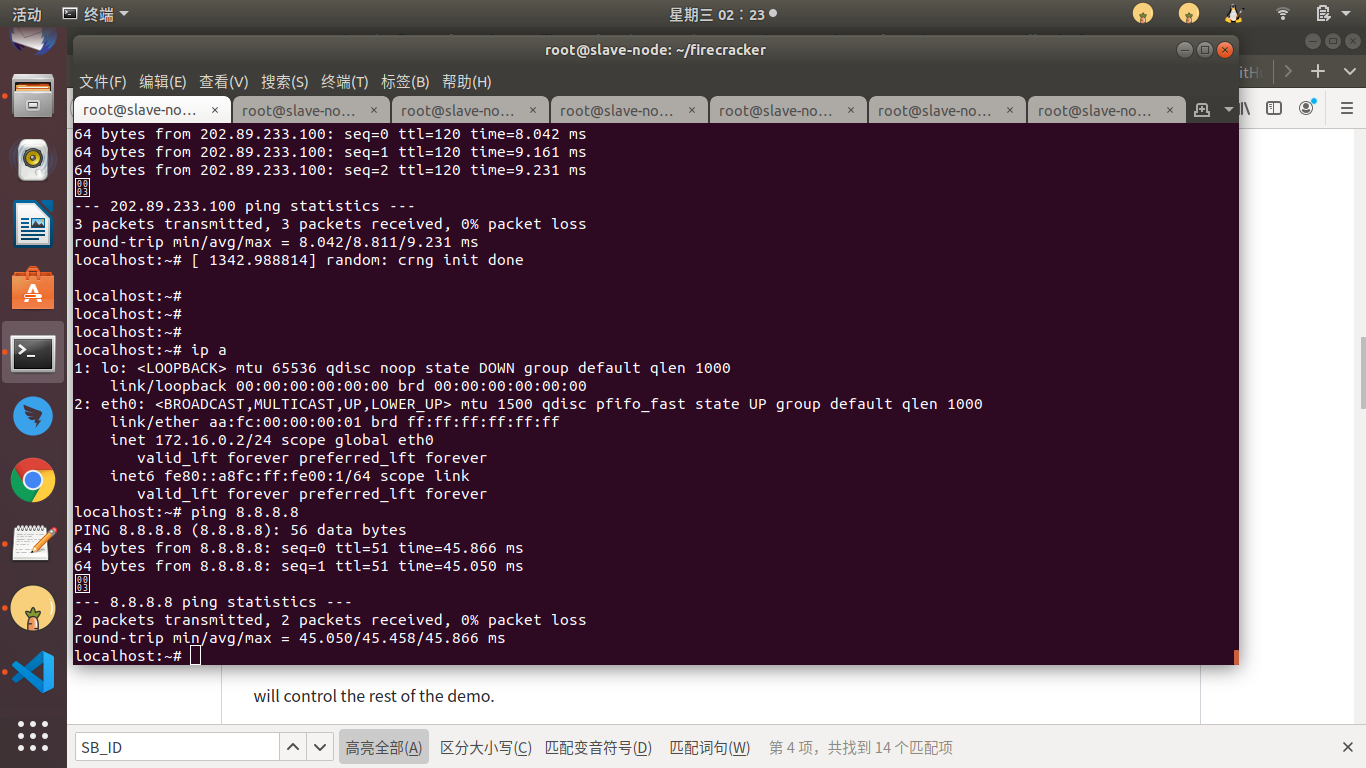 活动 终端 星期三 02：23
root@slave-node: ~/firecracker
文件(F) 编辑(E) 查看(V) 搜索(S) 终端(T) 标签(B) 帮助(H)
root@slave-no… × root@slave-no… × root@slave-no… × root@slave-no… × root@slave-no… × root@slave-no… × root@slave-no… ×
64 bytes from 202.89.233.100: seq=0 ttl=120 time=8.042 ms
64 bytes from 202.89.233.100: seq=1 ttl=120 time=9.161 ms
64 bytes from 202.89.233.100: seq=2 ttl=120 time=9.231 ms
--- 202.89.233.100 ping statistics ---
3 packets transmitted, 3 packets received, 0% packet loss
round-trip min/avg/max = 8.042/8.811/9.231 ms
localhost:~# [ 1342.988814] random: crng init done
localhost:~#
localhost:~#
localhost:~#
localhost:~# ip a
1: lo: <LOOPBACK> mtu 65536 qdisc noop state DOWN group default qlen 1000
link/loopback 00:00:00:00:00:00 brd 00:00:00:00:00:00
2: eth0: <BROADCAST,MULTICAST,UP,LOWER_UP> mtu 1500 qdisc pfifo_fast state UP group default qlen 1000
link/ether aa:fc:00:00:00:01 brd ff:ff:ff:ff:ff:ff
inet 172.16.0.2/24 scope global eth0
valid_lft forever preferred_lft forever
inet6 fe80::a8fc:ff:fe00:1/64 scope link
valid_lft forever preferred_lft forever
localhost:~# ping 8.8.8.8
PING 8.8.8.8 (8.8.8.8): 56 data bytes
64 bytes from 8.8.8.8: seq=0 ttl=51 time=45.866 ms
64 bytes from 8.8.8.8: seq=1 ttl=51 time=45.050 ms
--- 8.8.8.8 ping statistics ---
2 packets transmitted, 2 packets received, 0% packet loss
round-trip min/avg/max = 45.050/45.458/45.866 ms
localhost:~#
will control the rest of the demo.
SB_ID 高亮全部(A) 区分大小写(C) 匹配变音符号(D) 匹配词句(W) 第 4 项，共找到 14 个匹配项